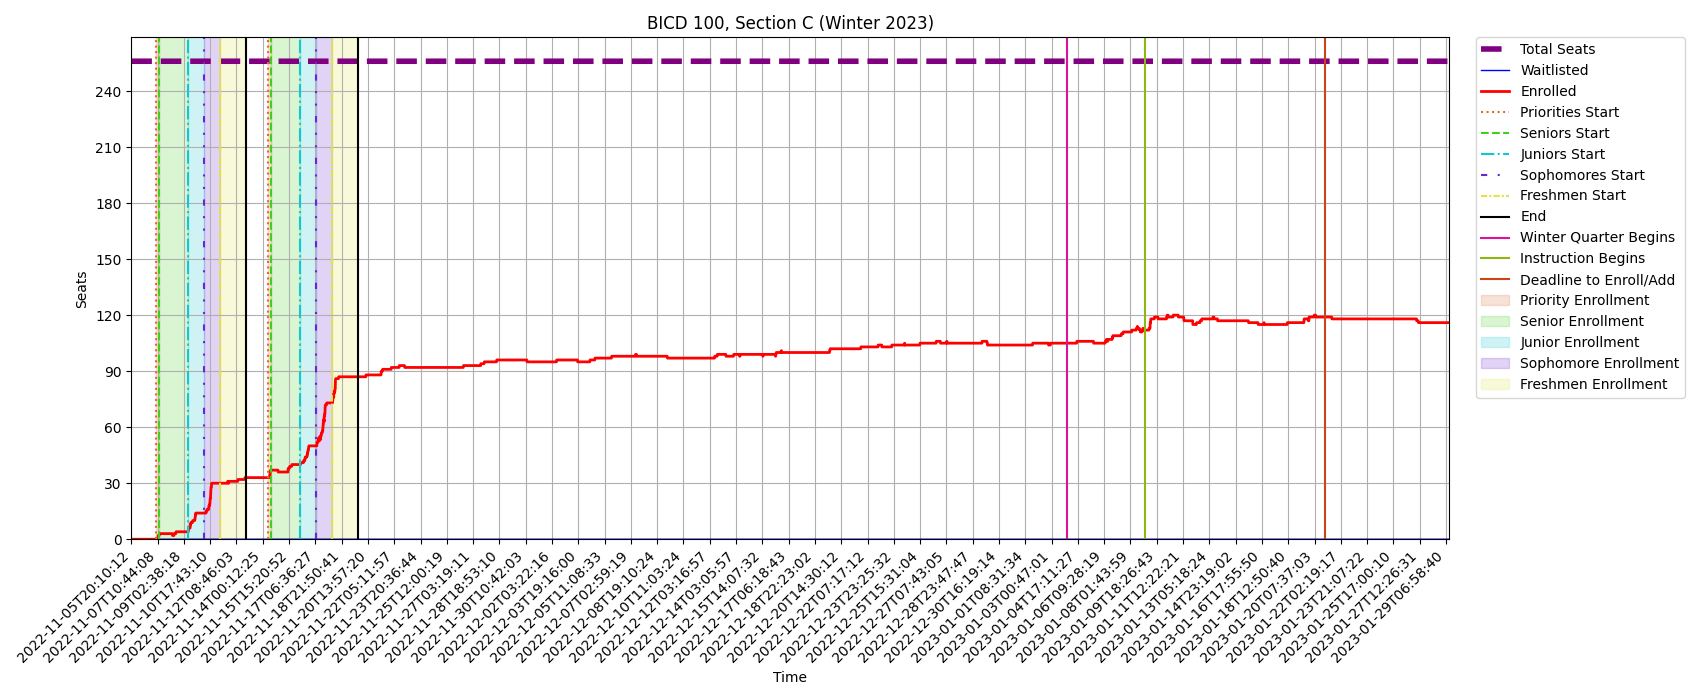 BICD 100, Section C (Winter 2023)
Seats
240
210
180
150
120
90
60
30
0
2022-11-05T20:10:12
2022-11-07T10:44:08
2022-11-09T02:38:18
2022-11-10T17:43:10
2022-11-12T08:46:03
2022-11-14T00:12:25
2022-11-15T15:20:52
2022-11-17T06:36:27
2022-11-18T21:50:41
2022-11-20T13:57:20
2022-11-22T05:11:57
2022-11-23T20:36:44
2022-11-25T12:00:19
2022-11-27T03:19:11
2022-11-28T18:53:10
2022-11-30T10:42:03
2022-12-02T03:22:16
2022-12-03T19:16:00
2022-12-05T11:08:33
2022-12-07T02:59:19
2022-12-08T19:10:24
2022-12-10T11:03:24
2022-12-12T03:16:57
2022-12-14T03:05:57
2022-12-15T14:07:32
2022-12-17T06:18:43
2022-12-18T22:23:02
2022-12-20T14:30:12
2022-12-22T07:17:12
2022-12-23T23:25:32
2022-12-25T15:31:04
2022-12-27T07:43:05
2022-12-28T23:47:47
2022-12-30T16:19:14
2023-01-01T08:31:34
2023-01-03T00:47:01
2023-01-04T17:11:27
2023-01-06T09:28:19
2023-01-08T01:43:59
2023-01-09T18:26:43
2023-01-11T12:22:21
2023-01-13T05:18:24
2023-01-14T23:19:02
2023-01-16T17:55:50
2023-01-18T12:50:40
2023-01-20T07:37:03
2023-01-22T02:19:17
2023-01-23T21:07:22
2023-01-25T17:00:10
2023-01-27T12:26:31
2023-01-29T06:58:40
Time
Total Seats
Waitlisted
Enrolled
Priorities Start
Seniors Start
Juniors Start
Sophomores Start
Freshmen Start
End
Winter Quarter Begins
Instruction Begins
Deadline to Enroll/Add
Priority Enrollment
Senior Enrollment
Junior Enrollment
Sophomore Enrollment
Freshmen Enrollment